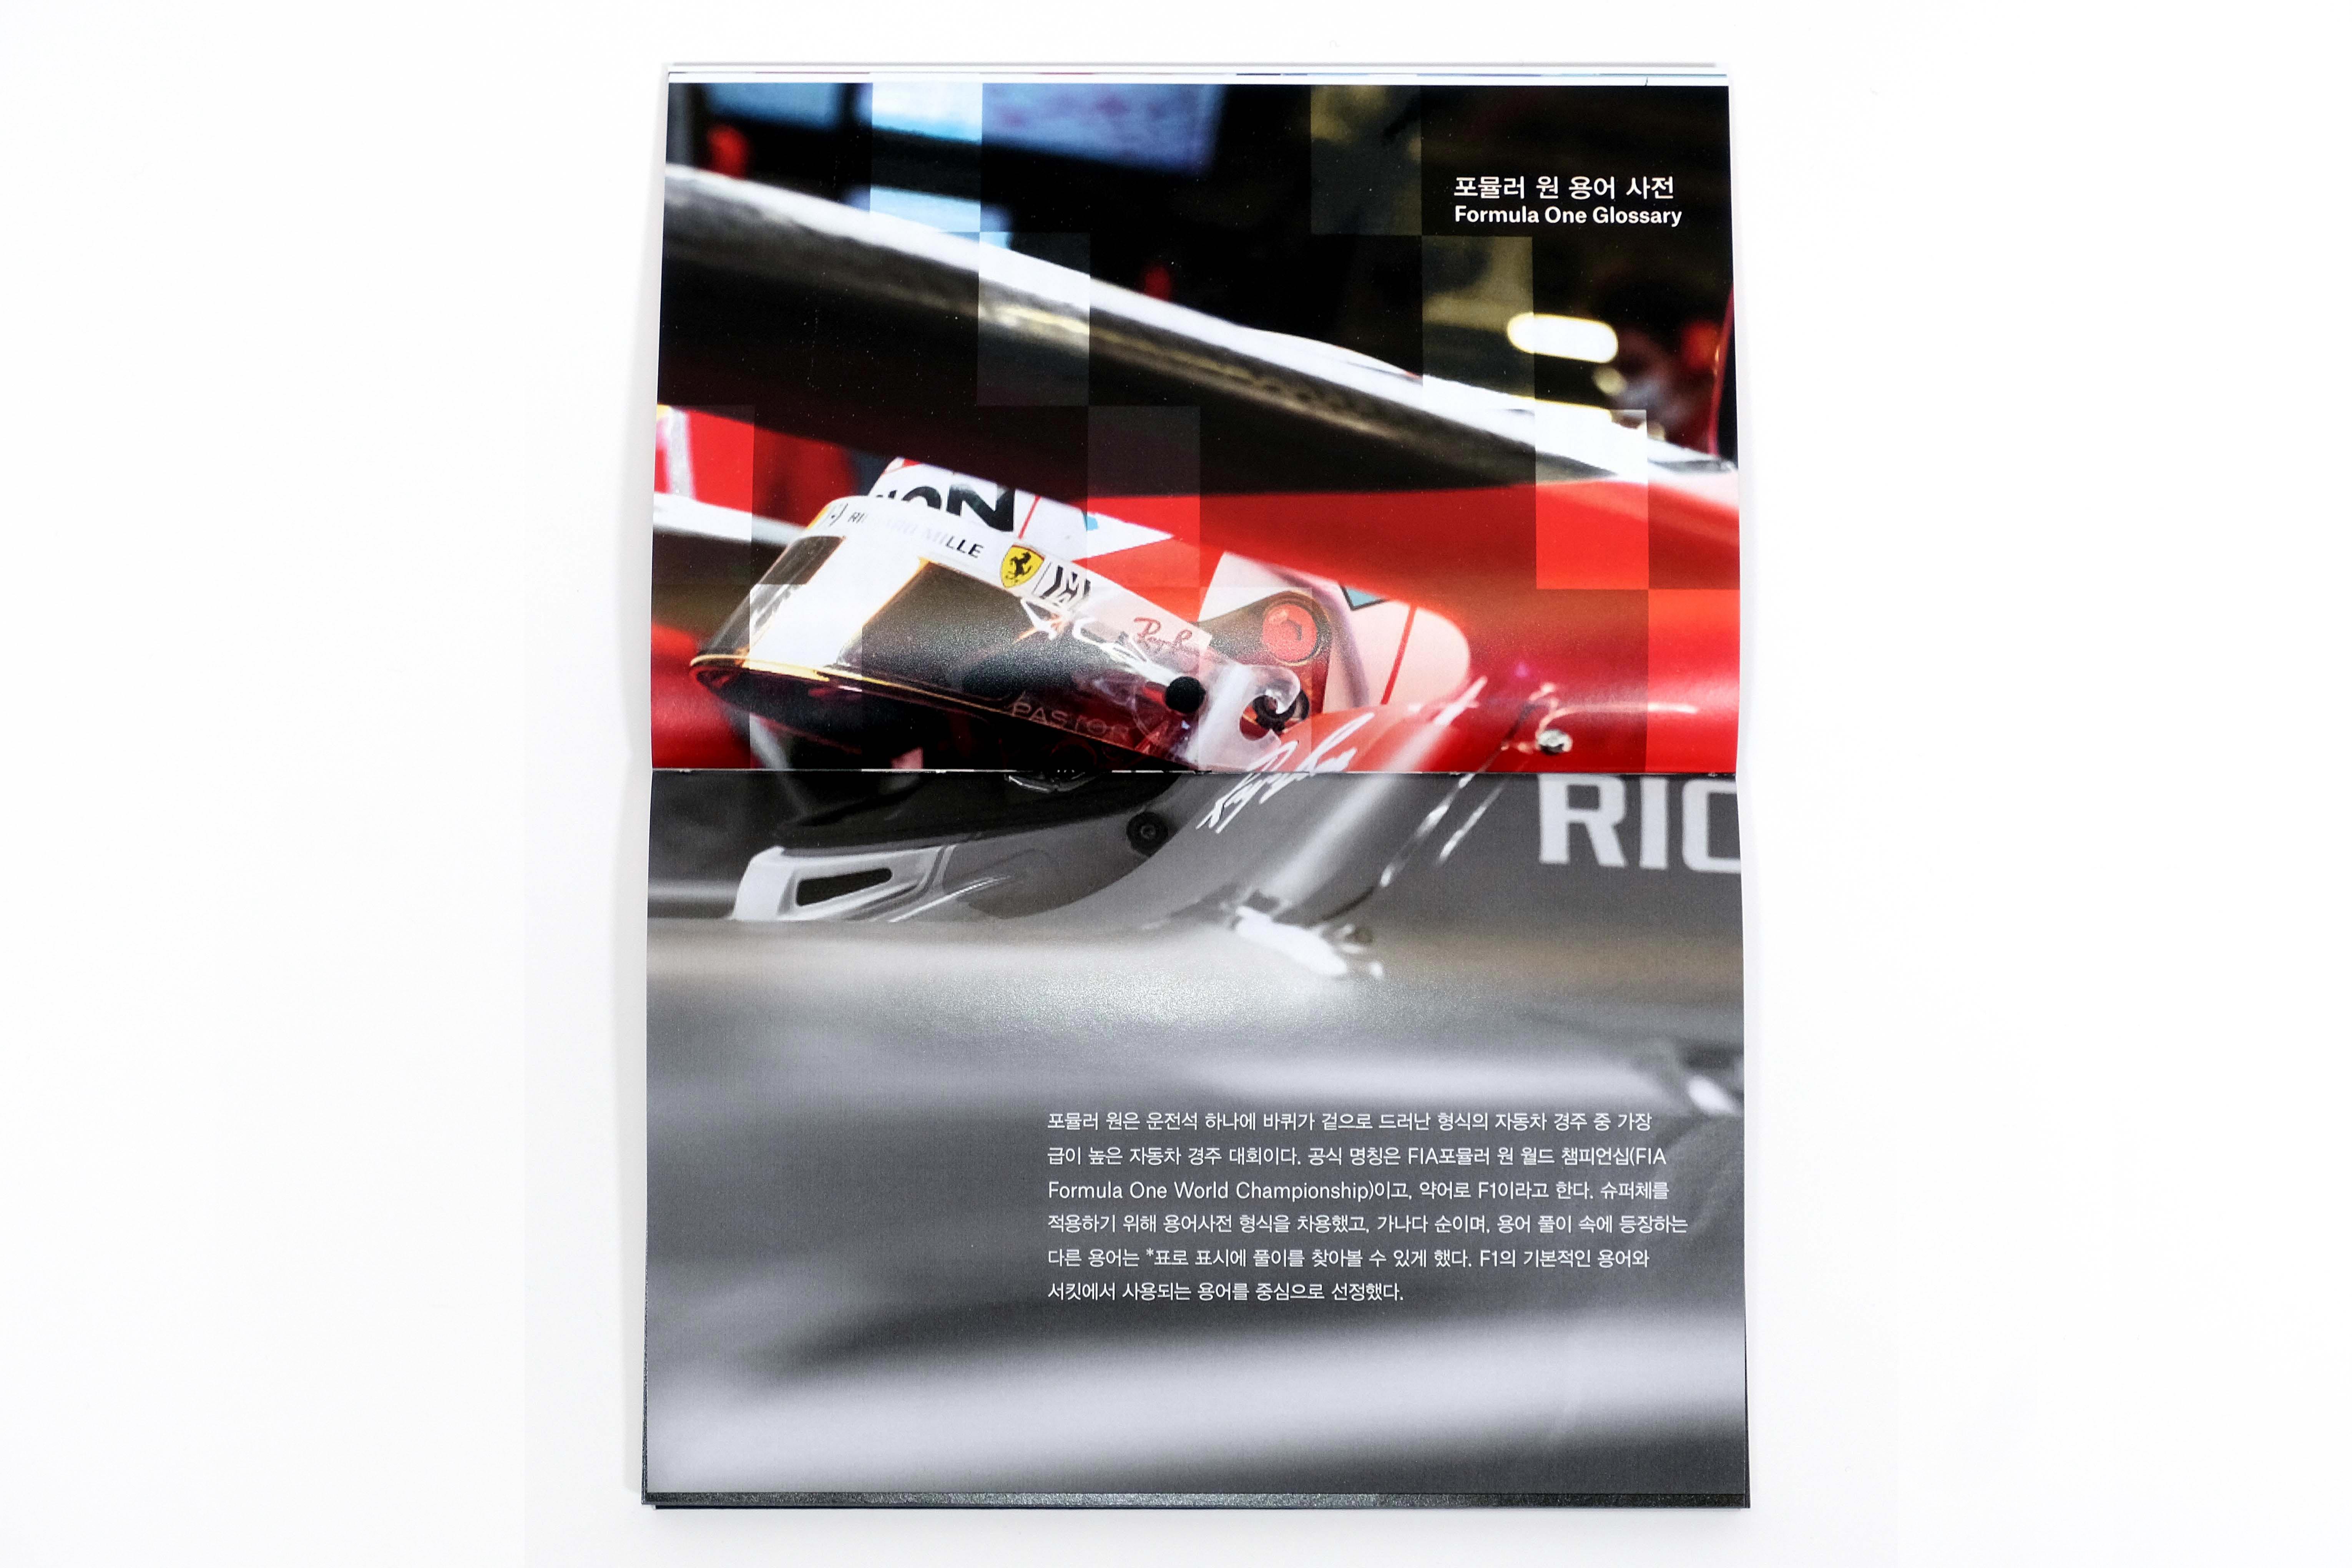 포뮬러 원 용어 사전
Formula One Glossary
RI MILLE
PASTOR
RIC
포뮬러 원은 운전석 하나에 바퀴가 겉으로 드러난 형식의 자동차 경주 중 가장
급이 높은 자동차 경주 대회이다. 공식 명칭은 FIA포뮬러 원 월드 챔피언십(FIA
Formula One World Championship)이고, 약어로 F1이라고 한다. 슈퍼체를
적용하기 위해 용어사전 형식을 차용했고, 가나다 순이며, 용어 풀이 속에 등장하는
다른 용어는 *표로 표시에 풀이를 찾아볼 수 있게 했다. F1의 기본적인 용어와
서킷에서 사용되는 용어를 중심으로 선정했다.